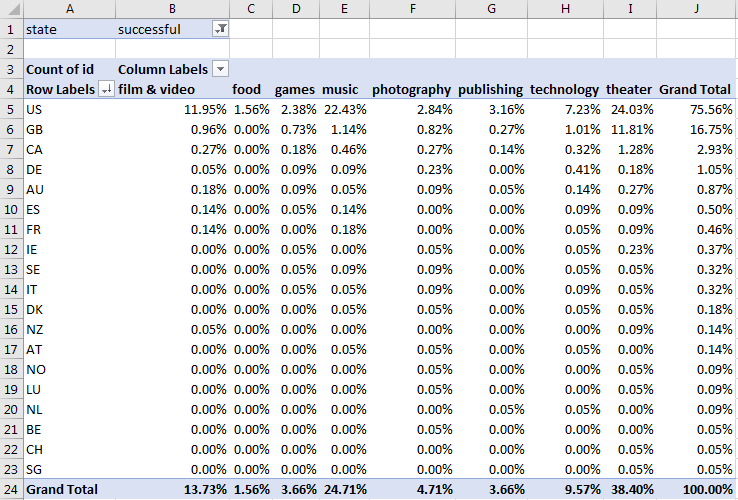 A B C D E F G H I J
1 state successful
2
3 Count of id Column Labels
4 Row Labels film & video food games music photography publishing technology theater Grand Total
5 US 11.95% 1.56% 2.38% 22.43% 2.84% 3.16% 7.23% 24.03% 75.56%
6 GB 0.96% 0.00% 0.73% 1.14% 0.82% 0.27% 1.01% 11.81% 16.75%
7 CA 0.27% 0.00% 0.18% 0.46% 0.27% 0.14% 0.32% 1.28% 2.93%
8 DE 0.05% 0.00% 0.09% 0.09% 0.23% 0.00% 0.41% 0.18% 1.05%
9 AU 0.18% 0.00% 0.09% 0.05% 0.09% 0.05% 0.14% 0.27% 0.87%
10 ES 0.14% 0.00% 0.05% 0.14% 0.00% 0.00% 0.09% 0.09% 0.50%
11 FR 0.14% 0.00% 0.00% 0.18% 0.00% 0.00% 0.05% 0.09% 0.46%
12 IE 0.00% 0.00% 0.05% 0.00% 0.05% 0.00% 0.05% 0.23% 0.37%
13 SE 0.00% 0.00% 0.05% 0.09% 0.09% 0.00% 0.05% 0.05% 0.32%
14 IT 0.00% 0.00% 0.05% 0.05% 0.09% 0.00% 0.09% 0.05% 0.32%
15 DK 0.00% 0.00% 0.00% 0.05% 0.05% 0.00% 0.05% 0.05% 0.18%
16 NZ 0.05% 0.00% 0.00% 0.00% 0.00% 0.00% 0.00% 0.09% 0.14%
17 AT 0.00% 0.00% 0.00% 0.05% 0.05% 0.00% 0.05% 0.00% 0.14%
18 NO 0.00% 0.00% 0.00% 0.00% 0.05% 0.00% 0.00% 0.05% 0.09%
19 LU 0.00% 0.00% 0.00% 0.00% 0.05% 0.00% 0.00% 0.05% 0.09%
20 NL 0.00% 0.00% 0.00% 0.00% 0.00% 0.05% 0.05% 0.00% 0.09%
21 BE 0.00% 0.00% 0.00% 0.00% 0.05% 0.00% 0.00% 0.00% 0.05%
22 CH 0.00% 0.00% 0.00% 0.00% 0.00% 0.00% 0.00% 0.05% 0.05%
23 SG 0.00% 0.00% 0.00% 0.00% 0.00% 0.00% 0.00% 0.05% 0.05%
24 Grand Total 13.73% 1.56% 3.66% 24.71% 4.71% 3.66% 9.57% 38.40% 100.00%